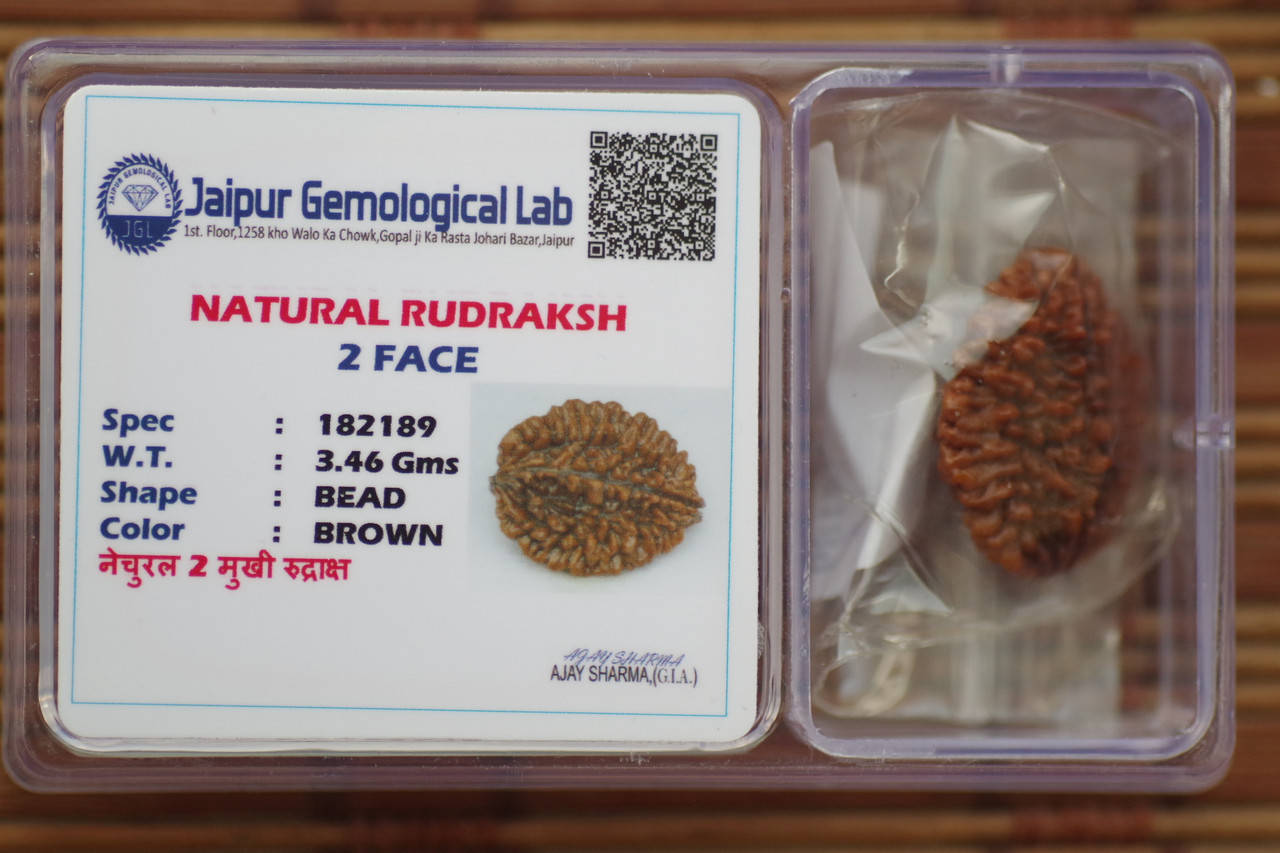 JAIPUR GEMOLOGICAL LAB
JGL
Jaipur Gemological Lab
1st. Floor,1258 kho Walo Ka Chowk,Gopal ji Ka Rasta Johari Bazar,Jaipur
NATURAL RUDRAKSH
2 FACE
Spec : 182189
W.T. : 3.46 Gms
Shape : BEAD
Color : BROWN
नेचुरल 2 मुखी रुद्राक्ष
AJAY SHARMA
AJAY SHARMA,(G.I.A.)